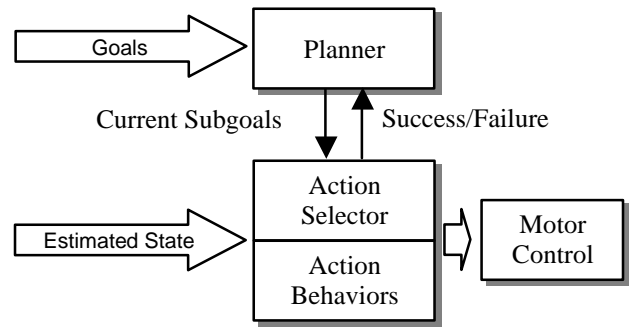 Goals
Planner
Current Subgoals
Success/Failure
Action
Selector
Estimated State
Action
Behaviors
Motor
Control